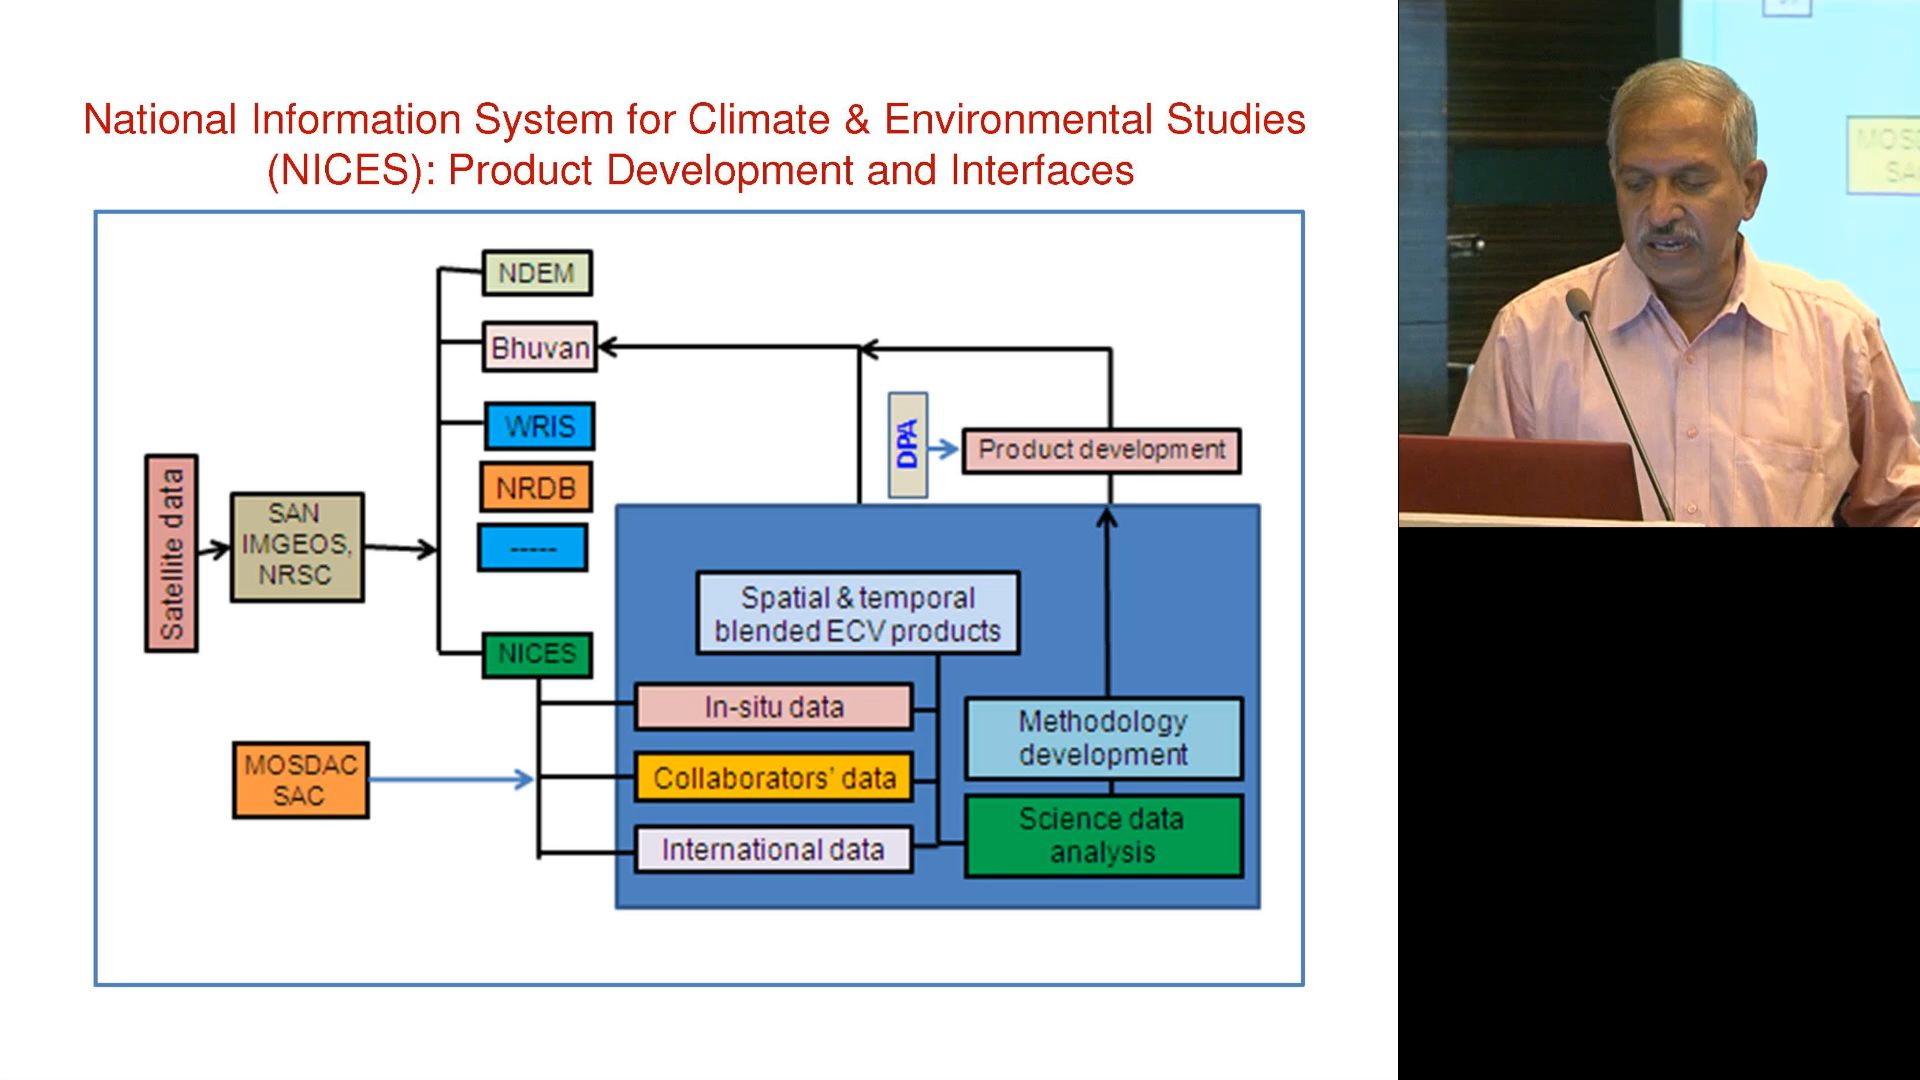 National Information System for Climate & Environmental Studies
(NICES): Product Development and Interfaces
NDEM
Bhuvan
WRIS
NRDB
-----
NICES
Satellite data
SAN
IMGEOS,
NRSC
MOSDAC
SAC
DPA
Product development
Spatial & temporal
blended ECV products
In-situ data
Collaborators' data
International data
Methodology
development
Science data
analysis